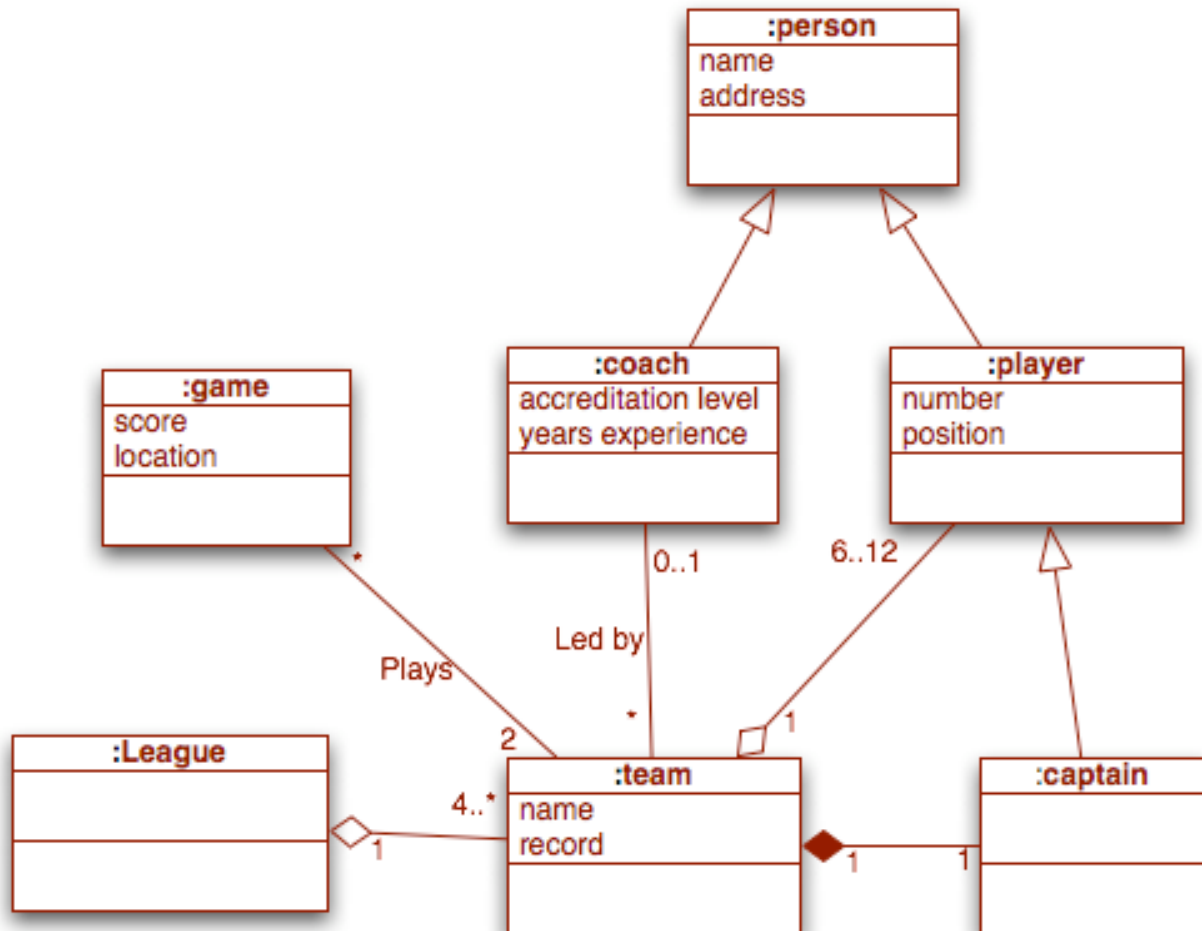 :person
name
address
:coach
accreditation level
years experience
:player
number
position
:game
score
location
*
0..1
6..12
Led by
Plays
*
1
2
:League
4..*
1
:team
name
record
1
1
:captain